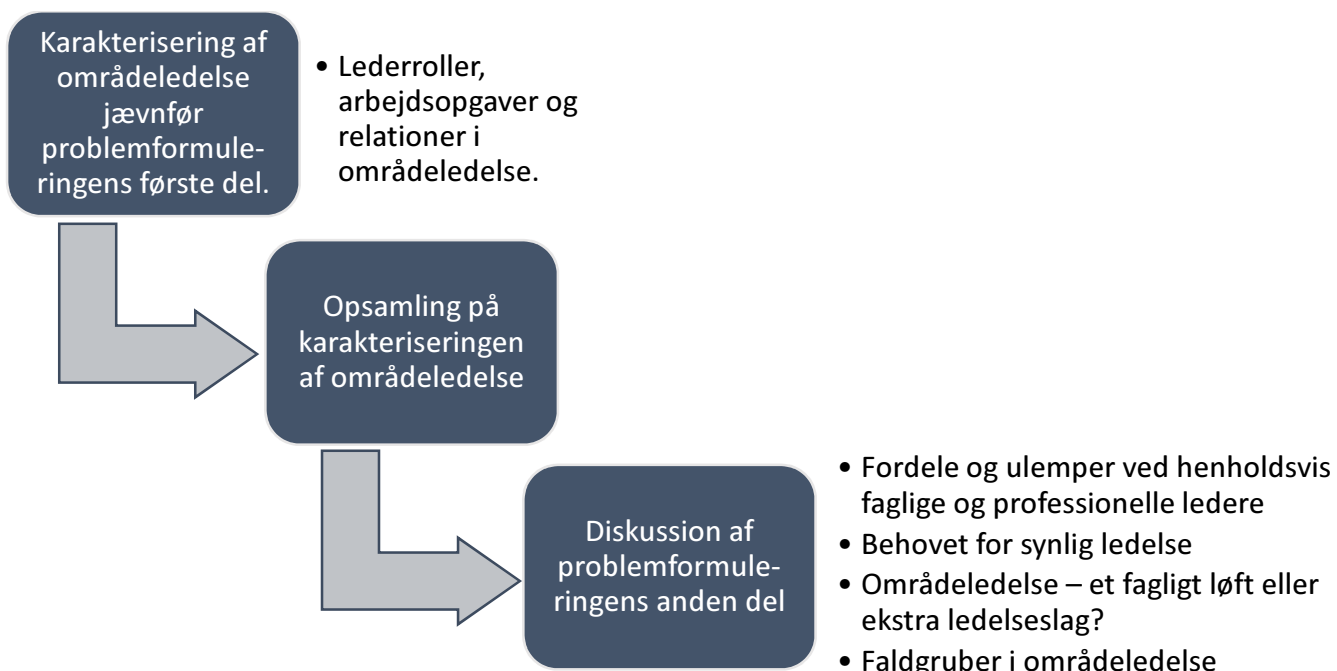 Karakterisering af
områdeledelse
jævnfør
problemformule-
ringens første del.
• Lederroller,
arbejdsopgaver og
relationer i
områdeledelse.
Opsamling på
karakteriseringen
af områdeledelse
Diskussion af
problemformule-
ringens anden del
• Fordele og ulemper ved henholdsvis
faglige og professionelle ledere
• Behovet for synlig ledelse
• Områdeledelse – et fagligt løft eller
ekstra ledelseslag?
• Faldgruber i områdeledelse